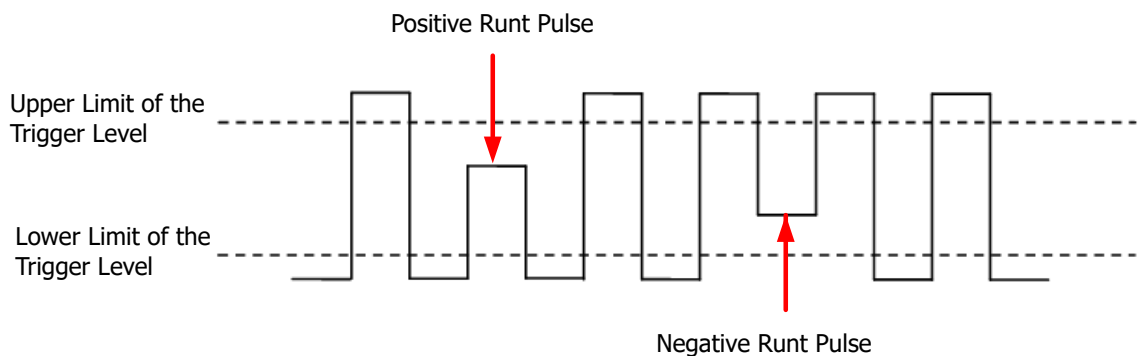 Positive Runt Pulse
Upper Limit of the
Trigger Level
Lower Limit of the
Trigger Level
Negative Runt Pulse